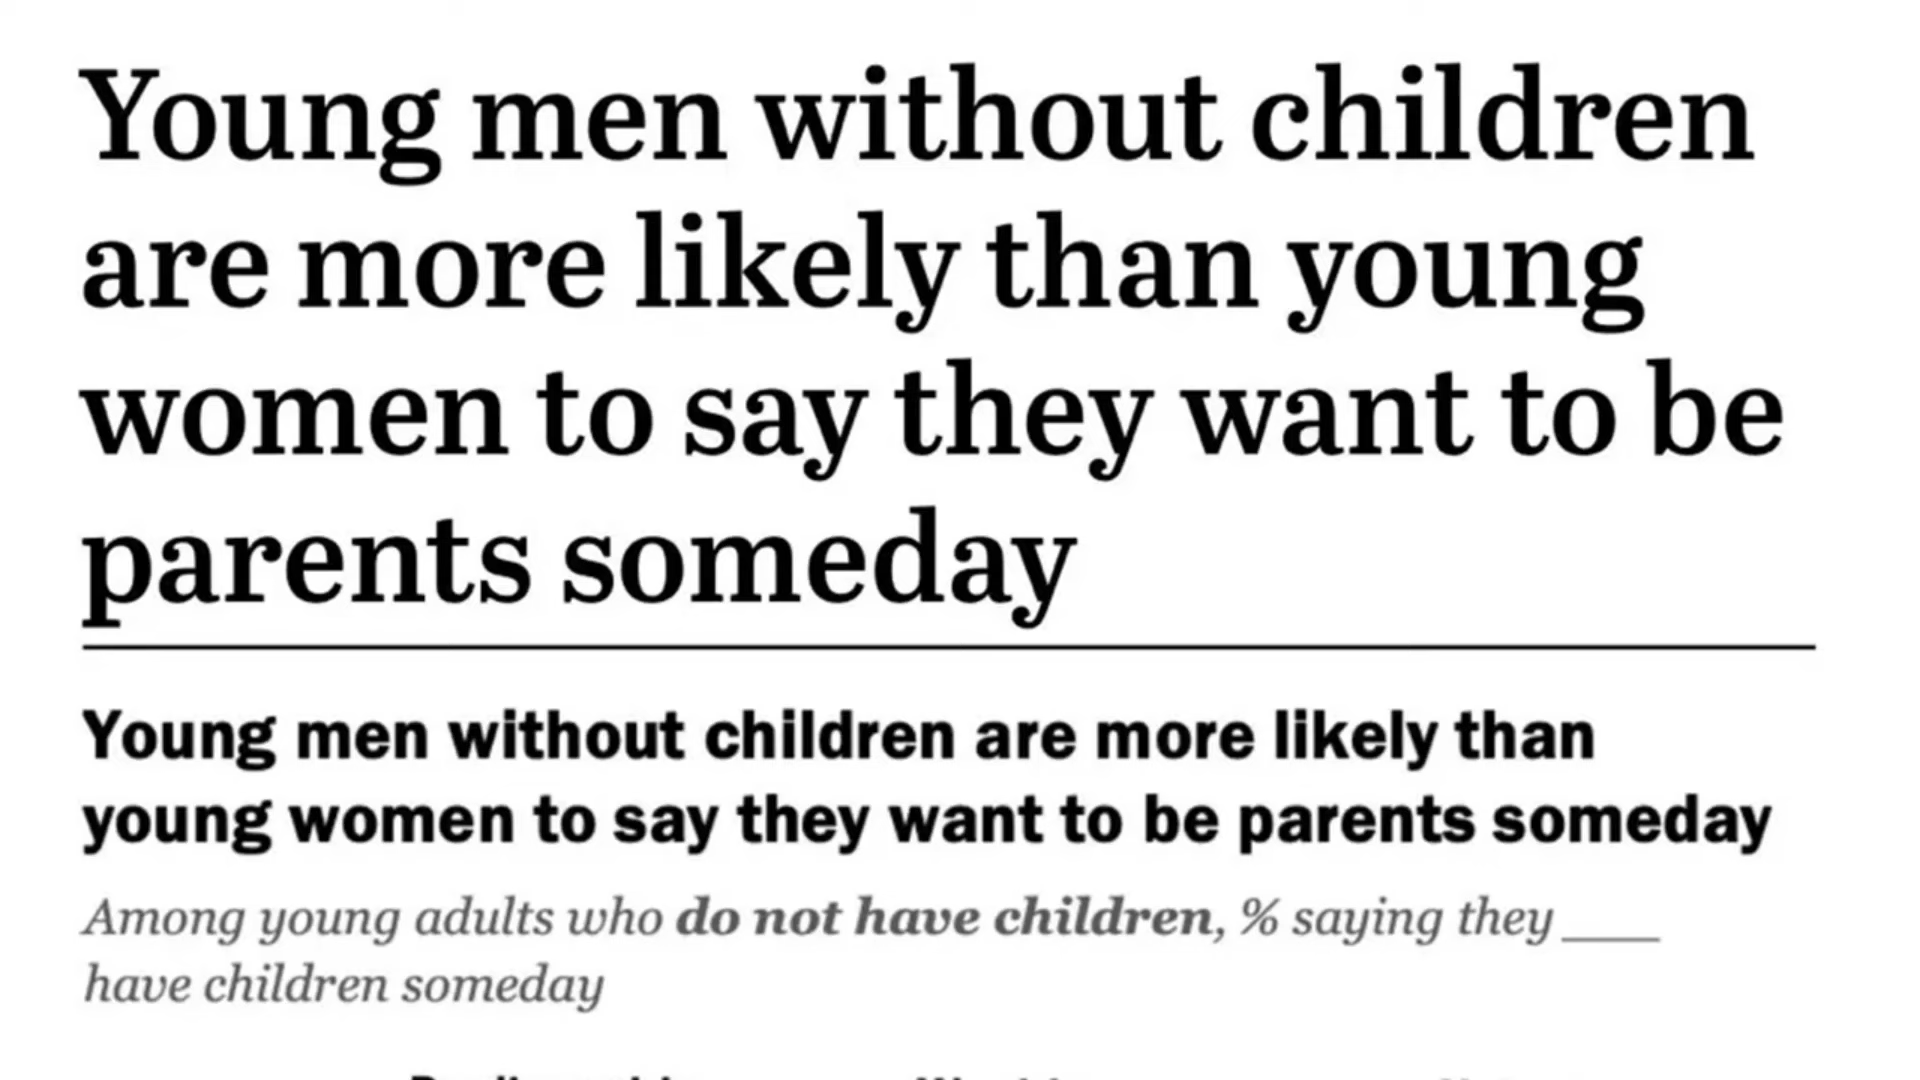 Young men without children
are more likely than young
women to say they want to be
parents someday
Young men without children are more likely than
young women to say they want to be parents someday
Among young adults who do not have children, % saying they ____
have children someday